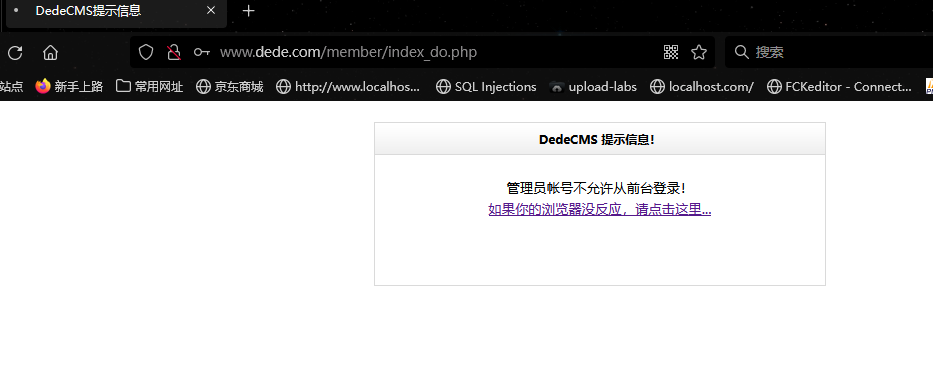 DedeCMS提示信息
www.dede.com/member/index_do.php
搜索
站点 新手上路 常用网址 京东商城 http://www.localhos... SQL Injections upload-labs localhost.com/ FCKeditor - Connect...
DedeCMS 提示信息！
管理员帐号不允许从前台登录！
如果你的浏览器没反应，请点击这里...